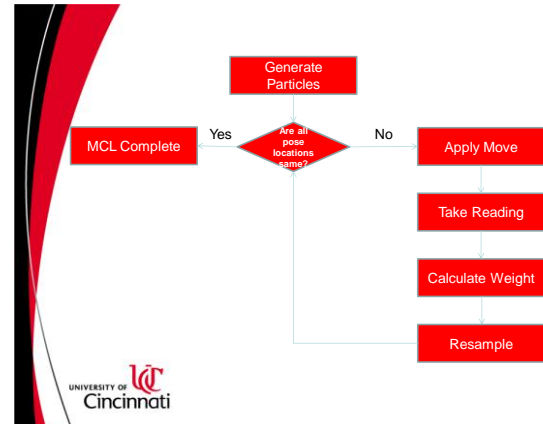 Generate
Particles
Yes
Are all
pose
locations
same?
No
MCL Complete
Apply Move
Take Reading
Calculate Weight
Resample
UNIVERSITY OF UC
Cincinnati